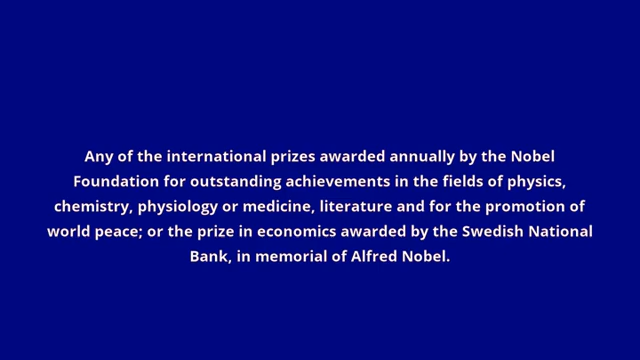 Any of the international prizes awarded annually by the Nobel
Foundation for outstanding achievements in the fields of physics,
chemistry, physiology or medicine, literature and for the promotion of
world peace; or the prize in economics awarded by the Swedish National
Bank, in memorial of Alfred Nobel.